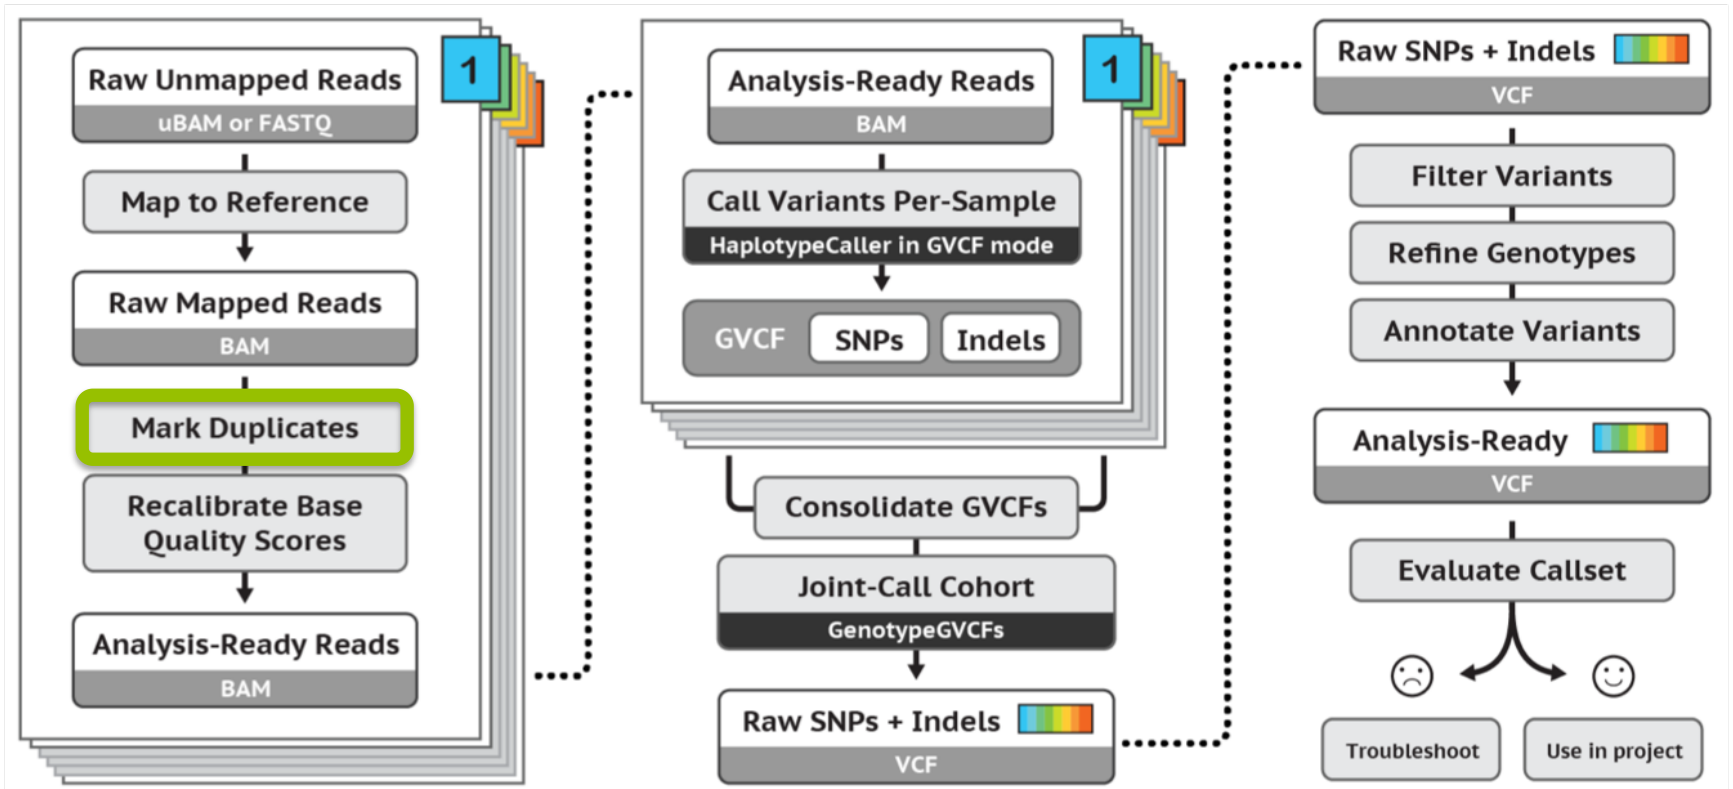 Raw Unmapped Reads
uBAM or FASTQ
1
Map to Reference
Raw Mapped Reads
BAM
Mark Duplicates
Recalibrate Base
Quality Scores
Analysis-Ready Reads
BAM
Analysis-Ready Reads
BAM
1
Call Variants Per-Sample
HaplotypeCaller in GVCF mode
GVCF SNPs Indels
Consolidate GVCFs
Joint-Call Cohort
GenotypeGVCFs
Raw SNPs + Indels
VCF
Raw SNPs + Indels
VCF
Filter Variants
Refine Genotypes
Annotate Variants
Analysis-Ready
VCF
Evaluate Callset
Troubleshoot
Use in project